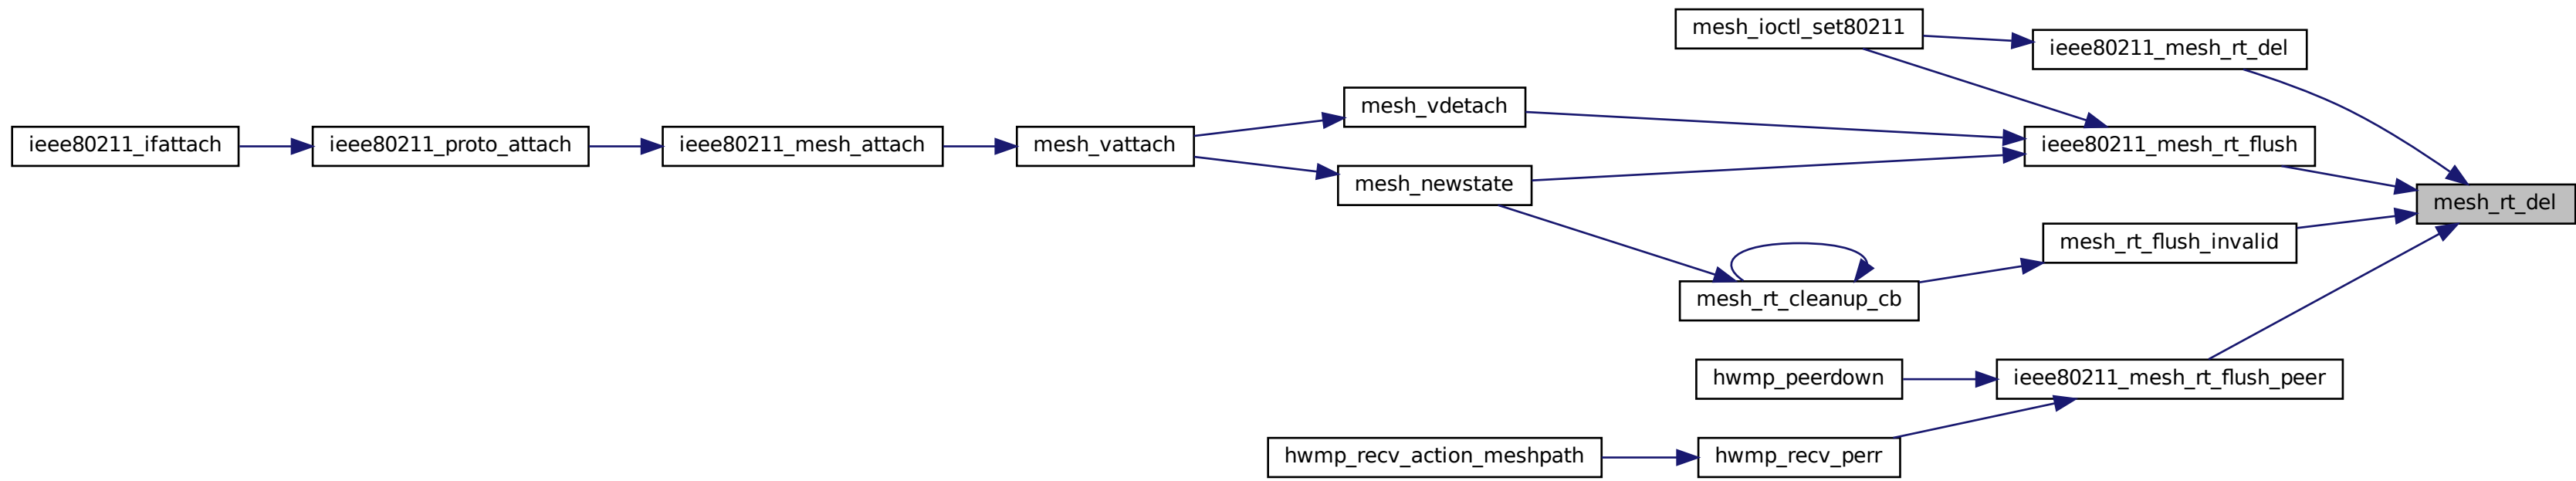 mesh_ioctl_set80211
ieee80211_mesh_rt_del
mesh_vdetach
ieee80211_ifattach
ieee80211_proto_attach
ieee80211_mesh_attach
mesh_vattach
ieee80211_mesh_rt_flush
mesh_newstate
mesh_rt_del
mesh_rt_flush_invalid
mesh_rt_cleanup_cb
hwmp_peerdown
ieee80211_mesh_rt_flush_peer
hwmp_recv_action_meshpath
hwmp_recv_perr